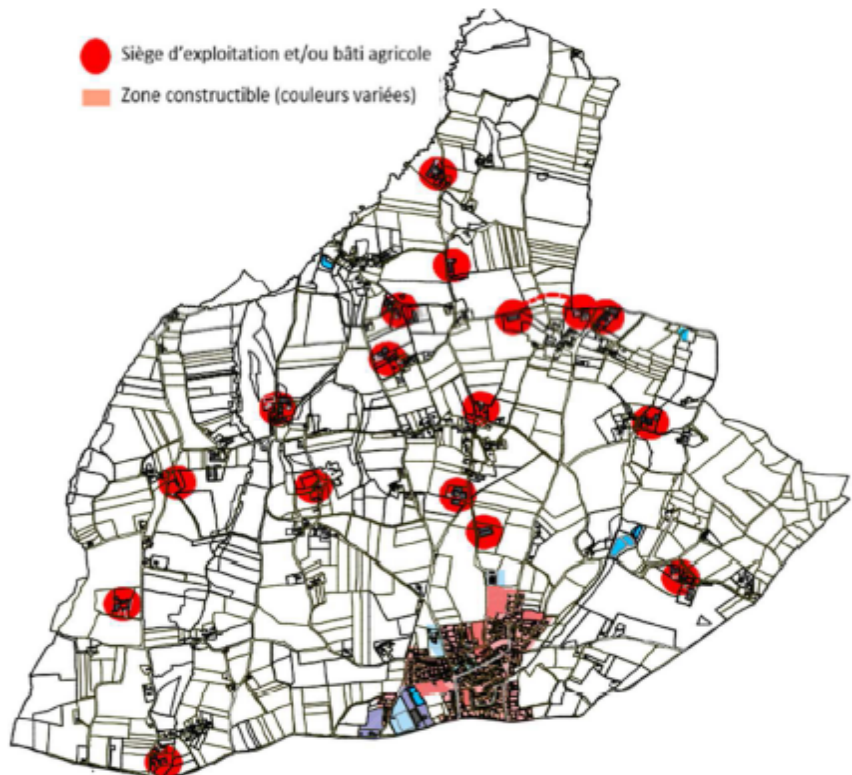 Siège d'exploitation et/ou bâti agricole
Zone constructible (couleurs variées)